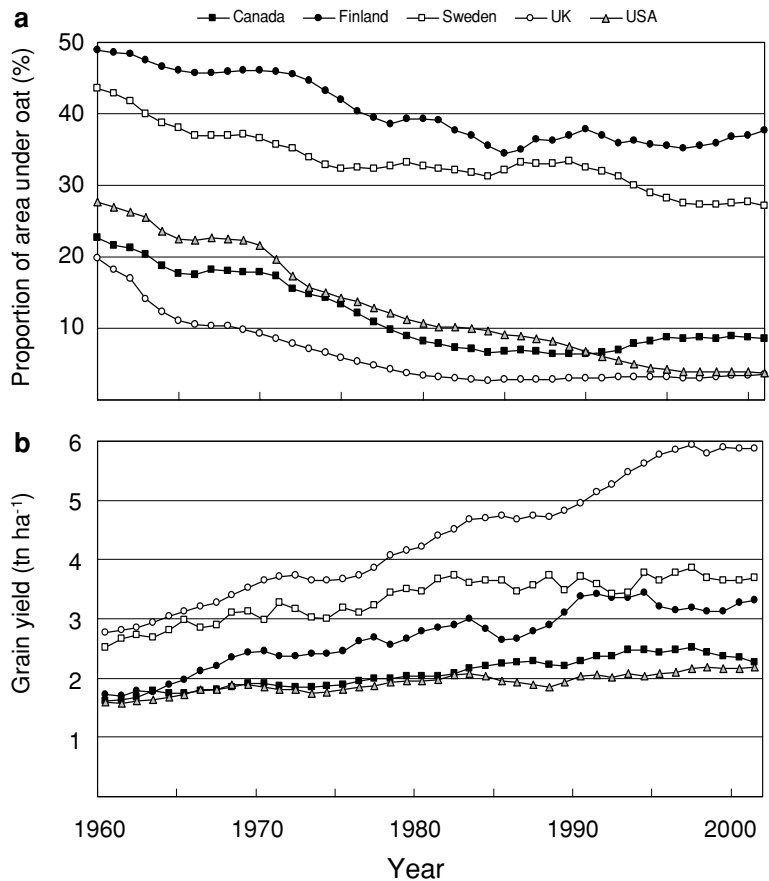 a
Canada Finland Sweden UK USA
Proportion of area under oat (%)
50
40
30
20
10
b
Grain yield (tn ha⁻¹)
6
5
4
3
2
1
1960 1970 1980 1990 2000
Year